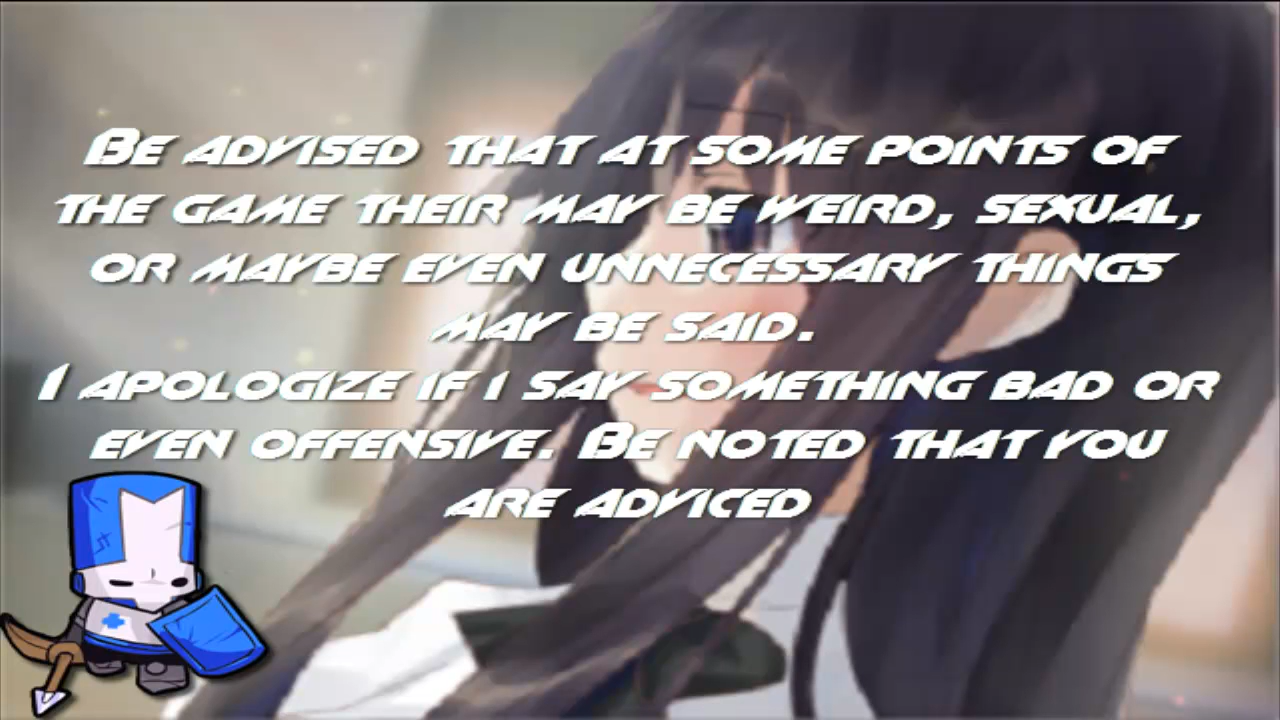 Be advised that at some points of
the game their may be weird, sexual,
or maybe even unnecessary things
may be said.
I apologize if i say something bad or
even offensive. Be noted that you
are adviced